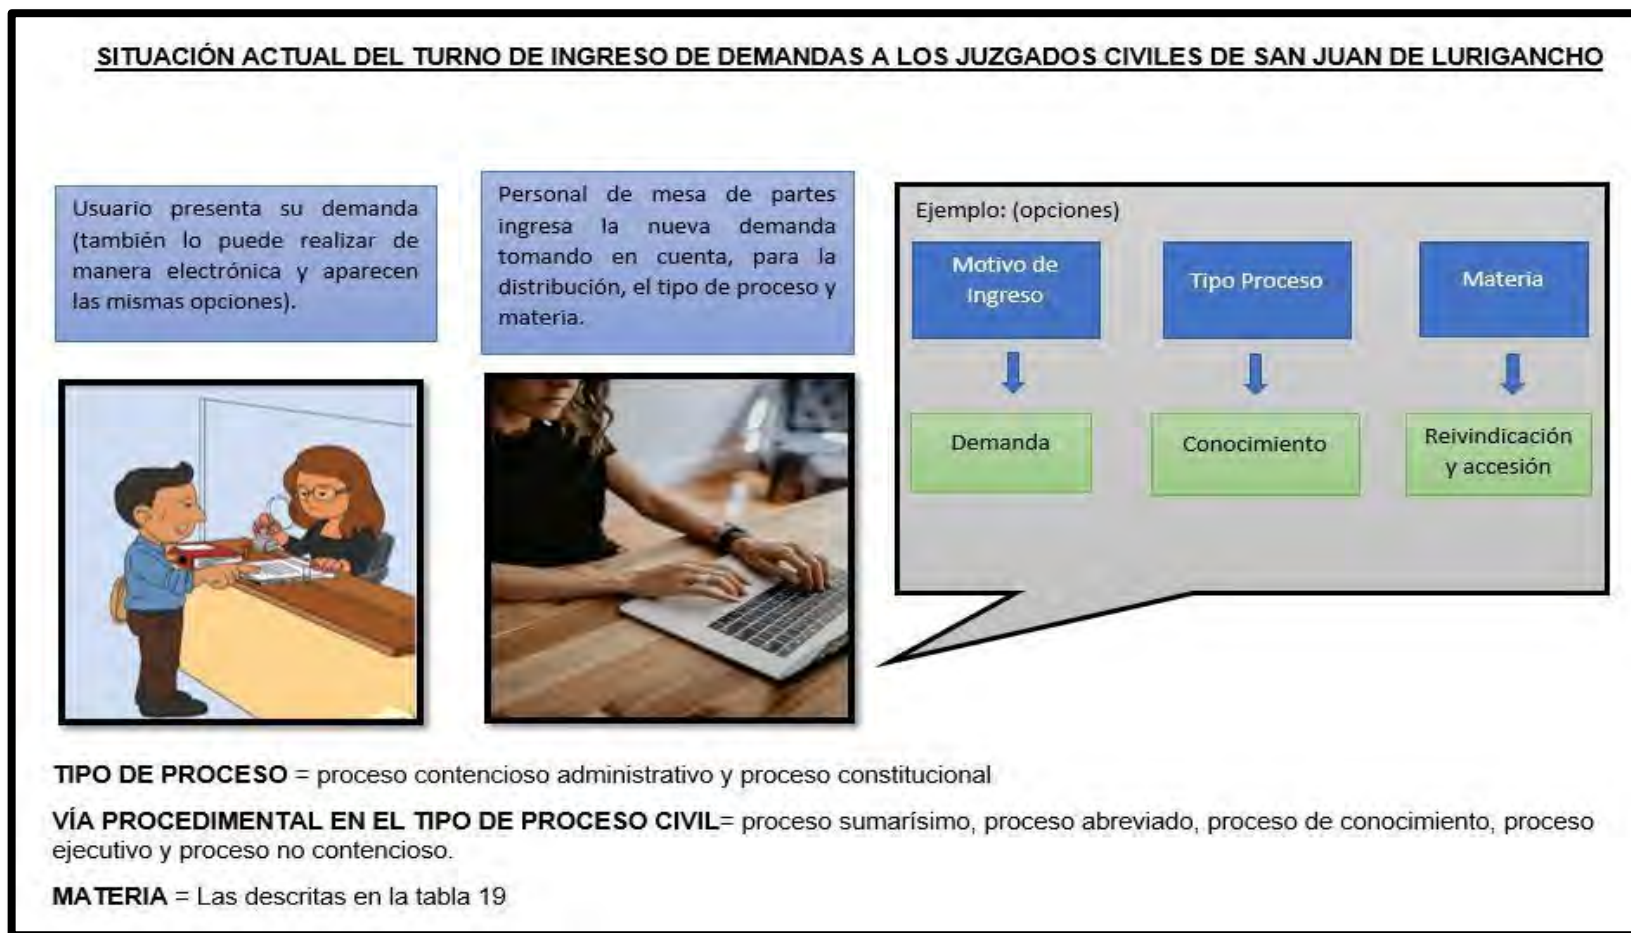 SITUACIÓN ACTUAL DEL TURNO DE INGRESO DE DEMANDAS A LOS JUZGADOS CIVILES DE SAN JUAN DE LURIGANCHO
Usuario presenta su demanda
(también lo puede realizar de
manera electrónica y aparecen
las mismas opciones).
Personal de mesa de partes
ingresa la nueva demanda
tomando en cuenta, para la
distribución, el tipo de proceso y
materia.
Ejemplo: (opciones)
Motivo de
Ingreso
Tipo Proceso
Materia
Demanda
Conocimiento
Reivindicación
y accesión
TIPO DE PROCESO = proceso contencioso administrativo y proceso constitucional
VÍA PROCEDIMENTAL EN EL TIPO DE PROCESO CIVIL= proceso sumarísimo, proceso abreviado, proceso de conocimiento, proceso
ejecutivo y proceso no contencioso.
MATERIA = Las descritas en la tabla 19